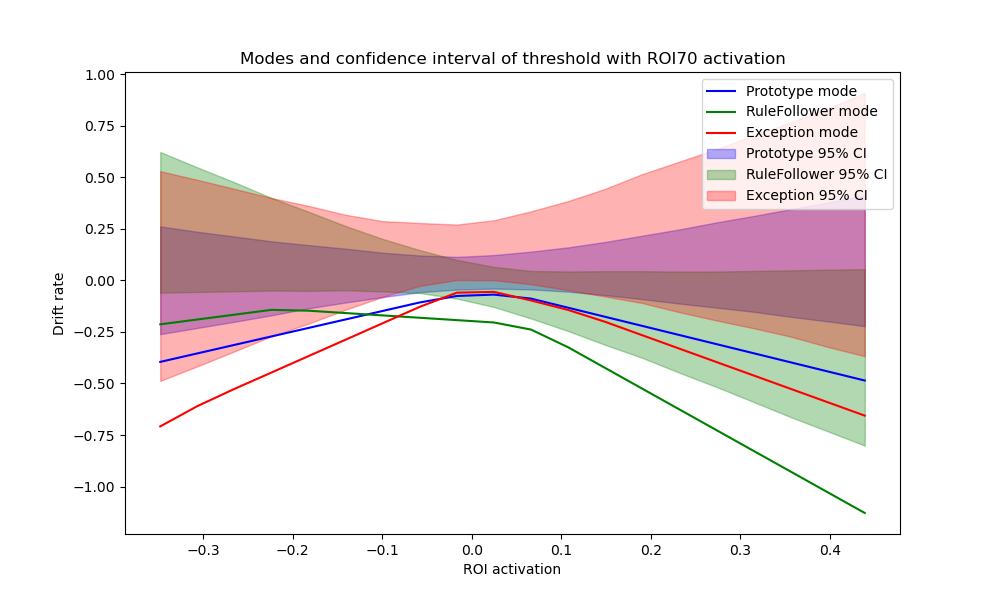 Modes and confidence interval of threshold with ROI70 activation
Drift rate
1.00
0.75
0.50
0.25
0.00
−0.25
−0.50
−0.75
−1.00
Prototype mode
RuleFollower mode
Exception mode
Prototype 95% CI
RuleFollower 95% CI
Exception 95% CI
−0.3
−0.2
−0.1
0.0
0.1
0.2
0.3
0.4
ROI activation